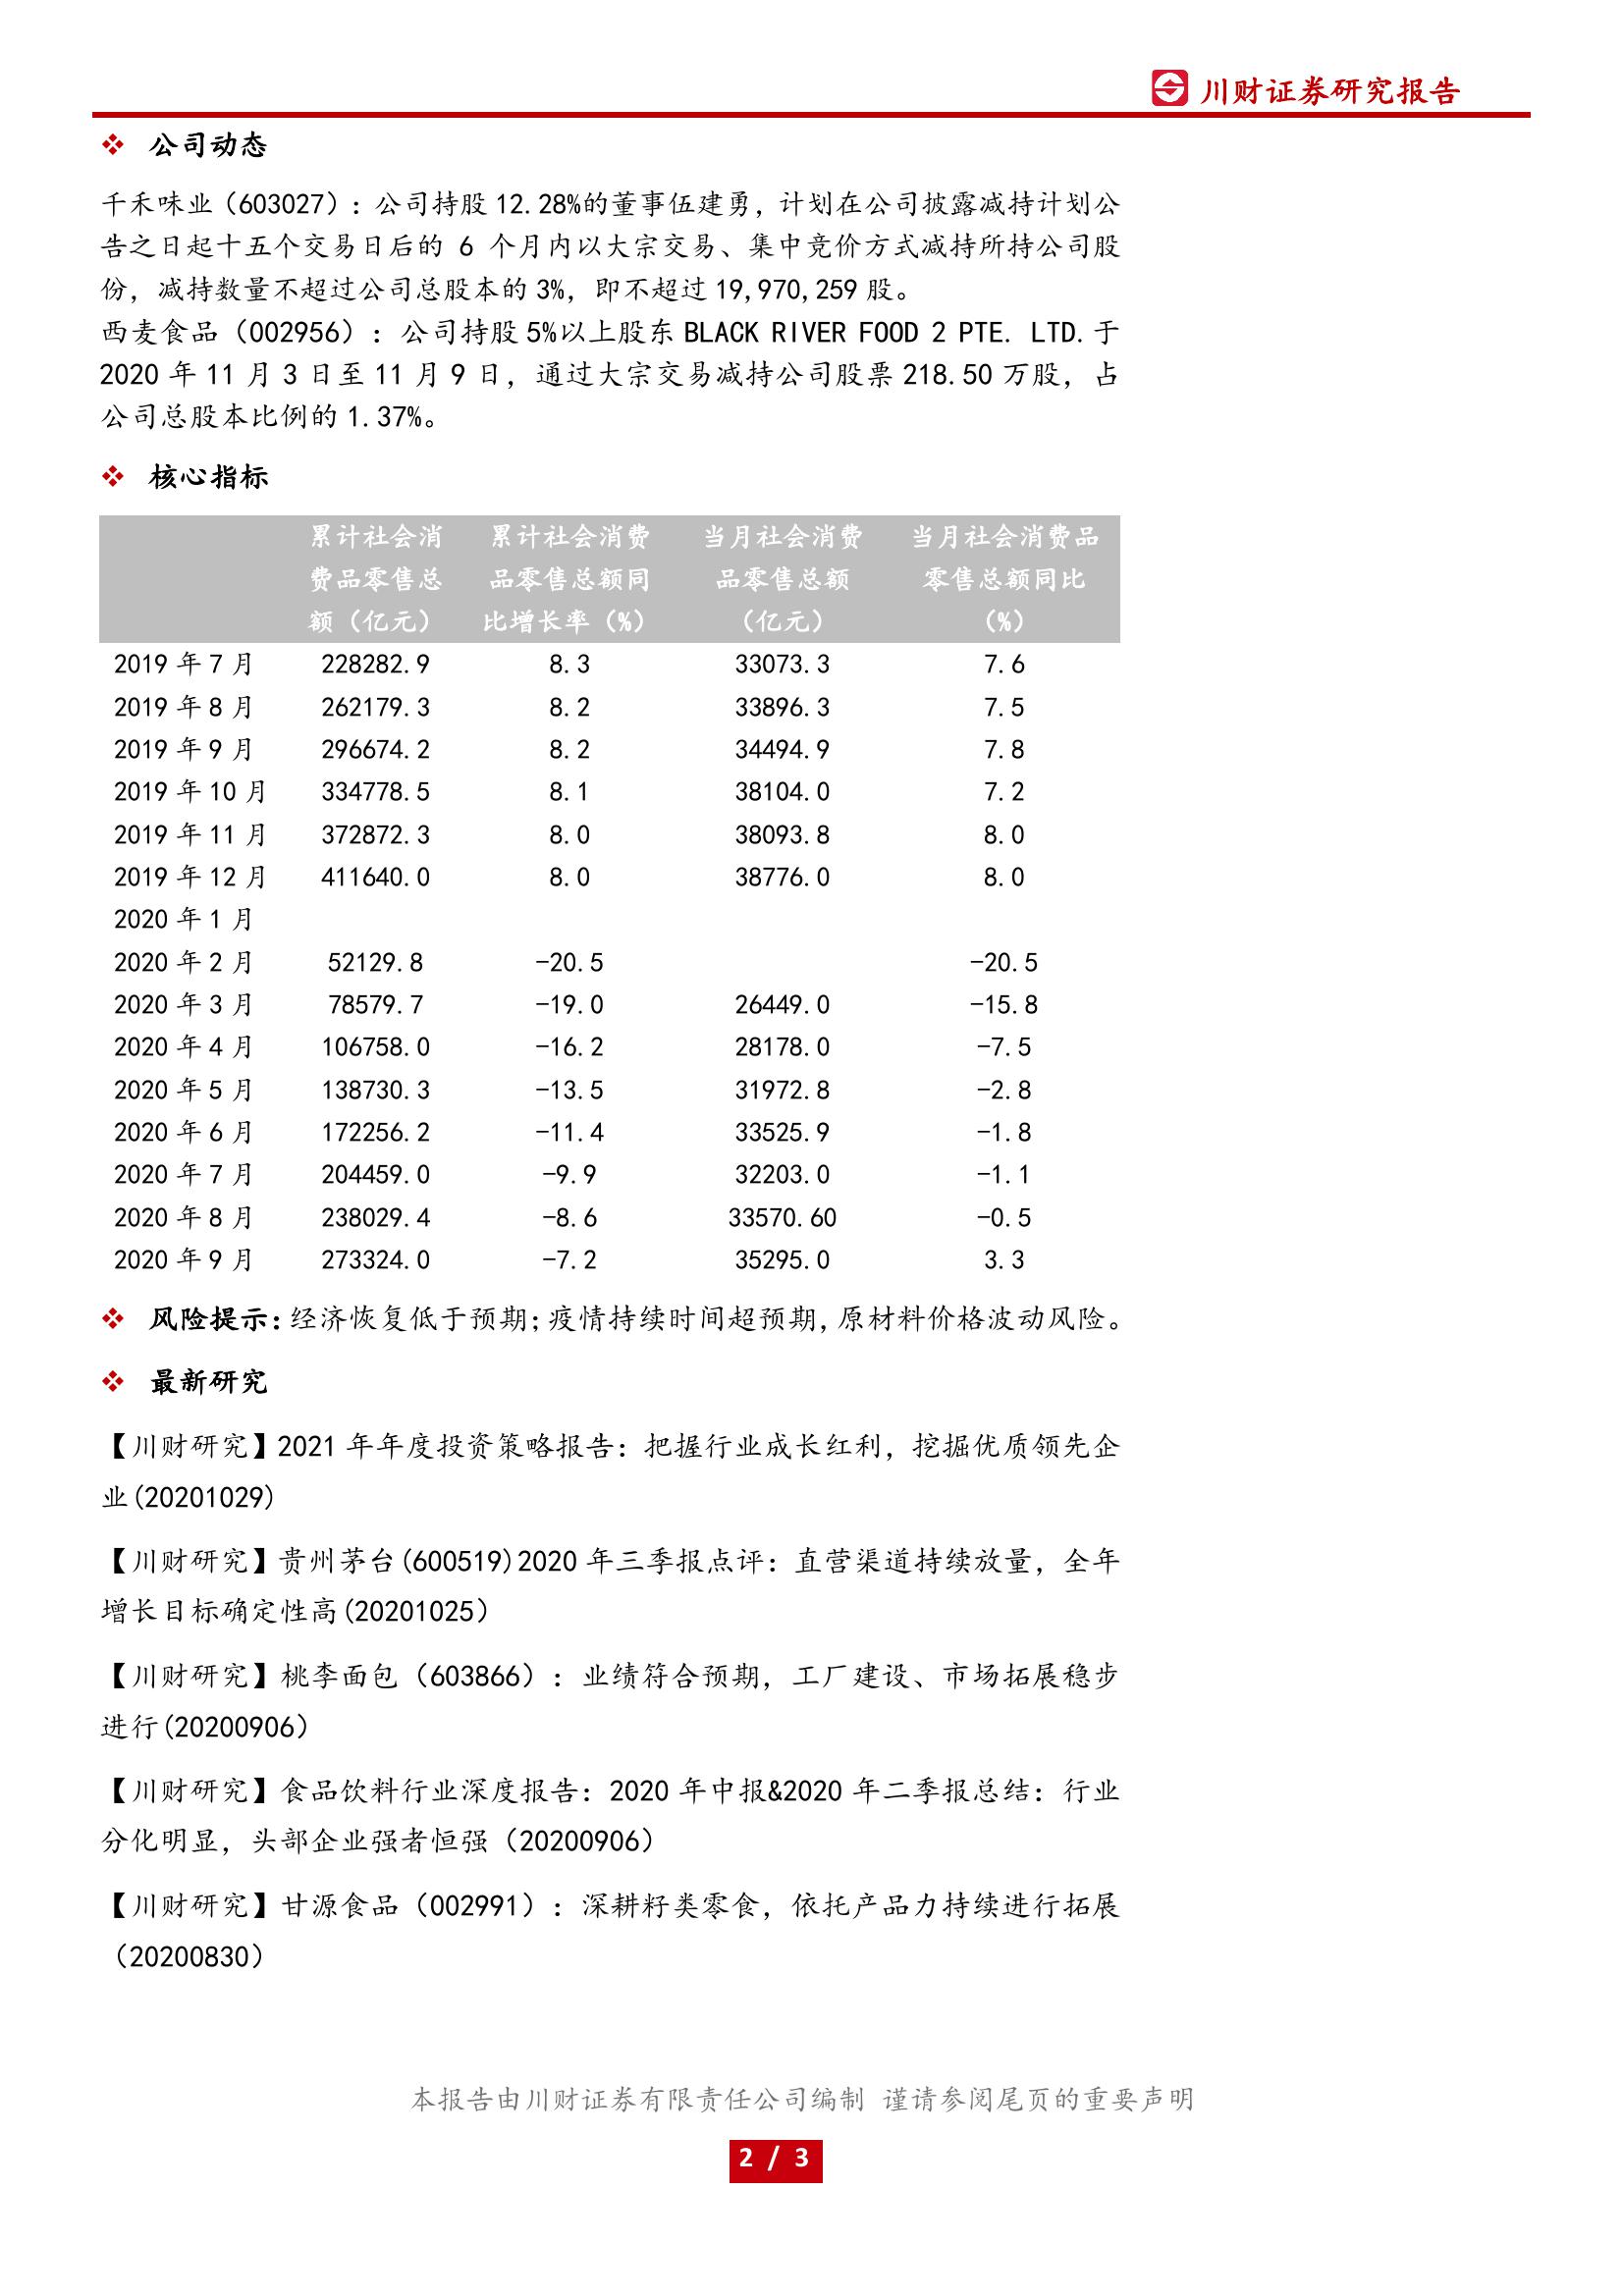 川财证券研究报告
公司动态
千禾味业（603027）：公司持股 12.28%的董事伍建勇，计划在公司披露减持计划公
告之日起十五个交易日后的 6 个月内以大宗交易、集中竞价方式减持所持公司股
份，减持数量不超过公司总股本的 3%，即不超过 19,970,259 股。
西麦食品（002956）：公司持股 5%以上股东 BLACK RIVER FOOD 2 PTE. LTD. 于
2020 年 11 月 3 日至 11 月 9 日，通过大宗交易减持公司股票 218.50 万股，占
公司总股本比例的 1.37%。
核心指标
累计社会消 累计社会消费 当月社会消费 当月社会消费品
费品零售总 品零售总额同 品零售总额 零售总额同比
额（亿元） 比增长率（%） （亿元） （%）
2019 年 7 月 228282.9 8.3 33073.3 7.6
2019 年 8 月 262179.3 8.2 33896.3 7.5
2019 年 9 月 296674.2 8.2 34494.9 7.8
2019 年 10 月 334778.5 8.1 38104.0 7.2
2019 年 11 月 372872.3 8.0 38093.8 8.0
2019 年 12 月 411640.0 8.0 38776.0 8.0
2020 年 1 月
2020 年 2 月 52129.8 -20.5 -20.5
2020 年 3 月 78579.7 -19.0 26449.0 -15.8
2020 年 4 月 106758.0 -16.2 28178.0 -7.5
2020 年 5 月 138730.3 -13.5 31972.8 -2.8
2020 年 6 月 172256.2 -11.4 33525.9 -1.8
2020 年 7 月 204459.0 -9.9 32203.0 -1.1
2020 年 8 月 238029.4 -8.6 33570.60 -0.5
2020 年 9 月 273324.0 -7.2 35295.0 3.3
风险提示：经济恢复低于预期；疫情持续时间超预期，原材料价格波动风险。
最新研究
【川财研究】2021 年年度投资策略报告：把握行业成长红利，挖掘优质领先企
业(20201029)
【川财研究】贵州茅台(600519)2020 年三季报点评：直营渠道持续放量，全年
增长目标确定性高(20201025）
【川财研究】桃李面包（603866）：业绩符合预期，工厂建设、市场拓展稳步
进行(20200906）
【川财研究】食品饮料行业深度报告：2020 年中报&2020 年二季报总结：行业
分化明显，头部企业强者恒强（20200906）
【川财研究】甘源食品（002991）：深耕籽类零食，依托产品力持续进行拓展
（20200830）
本报告由川财证券有限责任公司编制 谨请参阅尾页的重要声明
2 / 3